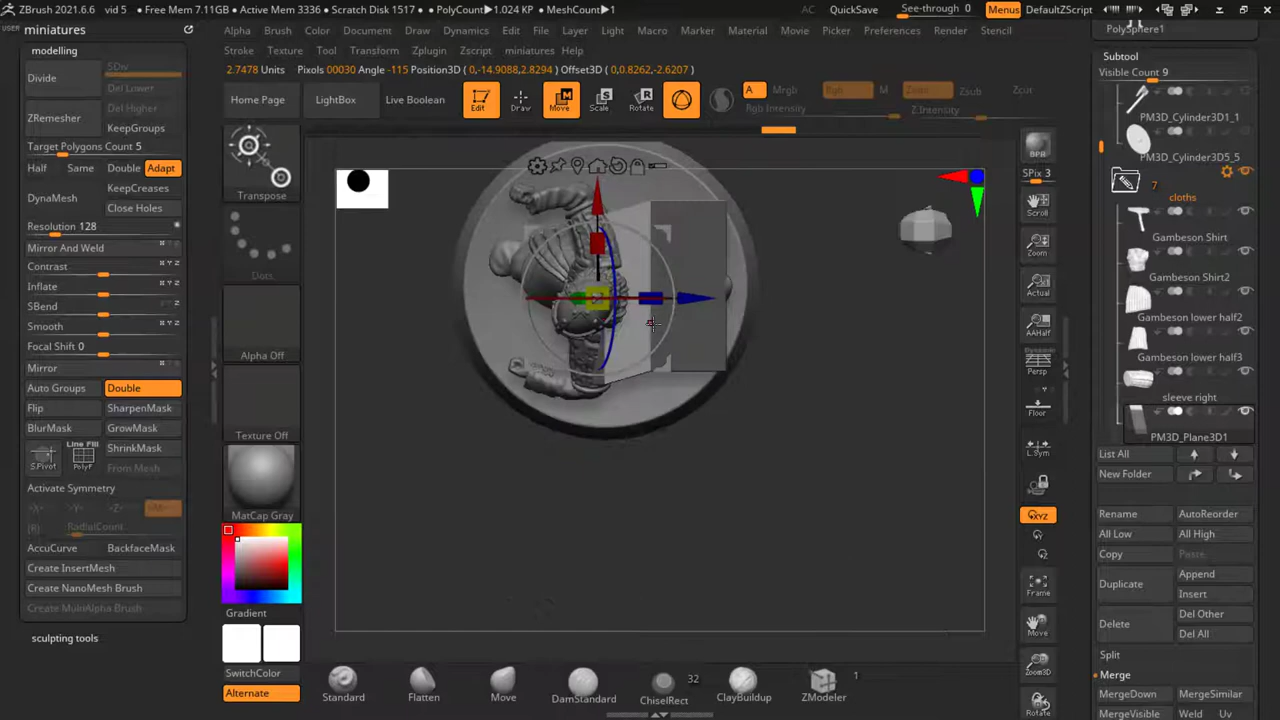 ZBrush 2021.6.6 vid 5 • Free Mem 7.11GB • Active Mem 3336 • Scratch Disk 1517 • PolyCount▶1.024 KP • MeshCount▶1 AC QuickSave See-through 0 Menus DefaultZScript
miniatures
Alpha Brush Color Document Draw Dynamics Edit File Layer Light Macro Marker Material Movie Picker Preferences Render Stencil
Stroke Texture Tool Transform Zplugin Zscript miniatures Help
2.7478 Units Pixols 00030 Angle -115 Position3D ( 0,-14.9088,2.8294 ) Offset3D ( 0,0.8262,-2.6207 )
Home Page LightBox Live Boolean Edit Draw Move Scale Rotate A Mrgb Rgb M Zadd Zsub Zcut
Rgb Intensity Z Intensity
modelling
Divide SDiv
Del Lower
ZRemesher Del Higher
KeepGroups
Target Polygons Count 5
Half Same Double Adapt
DynaMesh KeepCreases
Close Holes
Resolution 128
Mirror And Weld
Contrast
Inflate
SBend
Smooth
Focal Shift 0
Mirror
Auto Groups Double
Flip SharpenMask
BlurMask GrowMask
S.Pivot Line Fill PolyF ShrinkMask
From Mesh
Activate Symmetry
>X< >Y< >Z< >M<
(R) RadialCount
AccuCurve BackfaceMask
Create InsertMesh
Create NanoMesh Brush
Create MultiAlpha Brush
sculpting tools
Transpose
Dots
Alpha Off
Texture Off
MatCap Gray
Gradient
SwitchColor
Alternate
Standard Flatten Move DamStandard ChiselRect 32 ClayBuildup ZModeler 1
BPR
SPix 3
Scroll
Zoom
Actual
AAHalf
Dynamic
Persp
Floor
L.Sym
XYZ
Frame
Move
Zoom3D
Rotate
PolySphere1
Subtool
Visible Count 9
PM3D_Cylinder3D1_1
PM3D_Cylinder3D5_5
7
cloths
Gambeson Shirt
Gambeson Shirt2
Gambeson lower half2
Gambeson lower half3
sleeve right
PM3D_Plane3D1
List All
New Folder
Rename AutoReorder
All Low All High
Copy Paste
Duplicate Append
Insert
Delete Del Other
Del All
Split
Merge
MergeDown MergeSimilar
MergeVisible Weld Uv